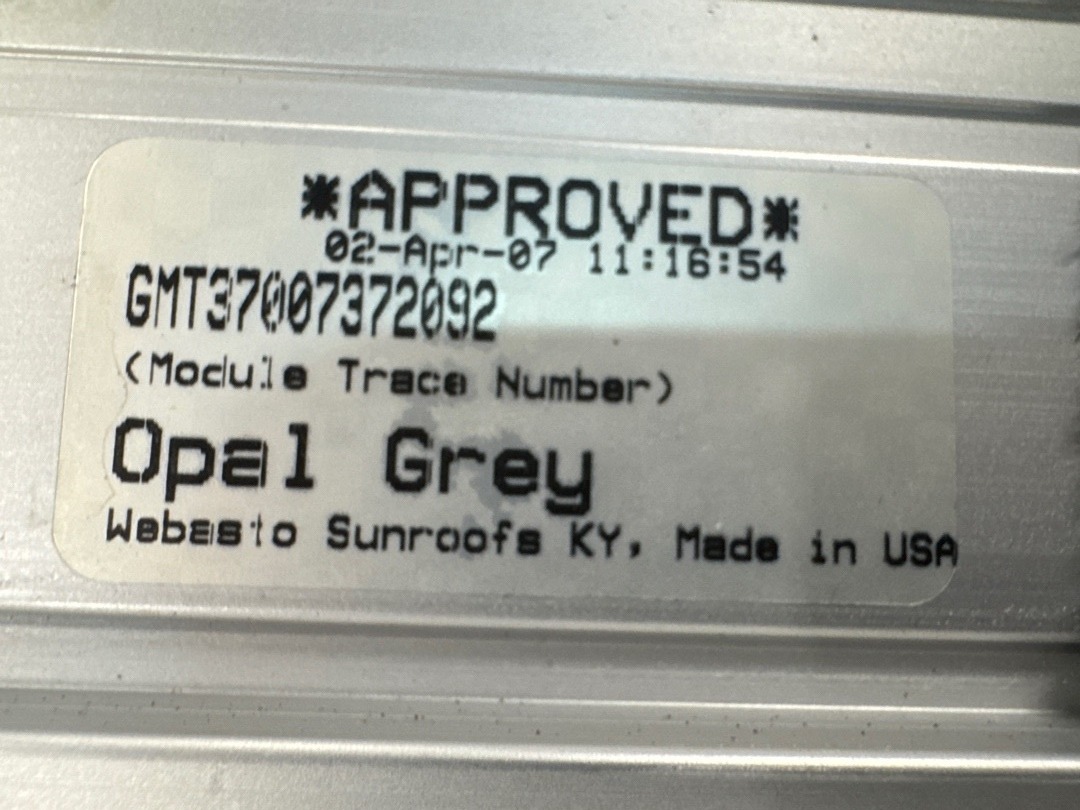 *APPROVED*
02-Apr-07 11:16:54
GMT37007372092
(Module Trace Number)
Opal Grey
Webasto Sunroofs KY, Made in USA